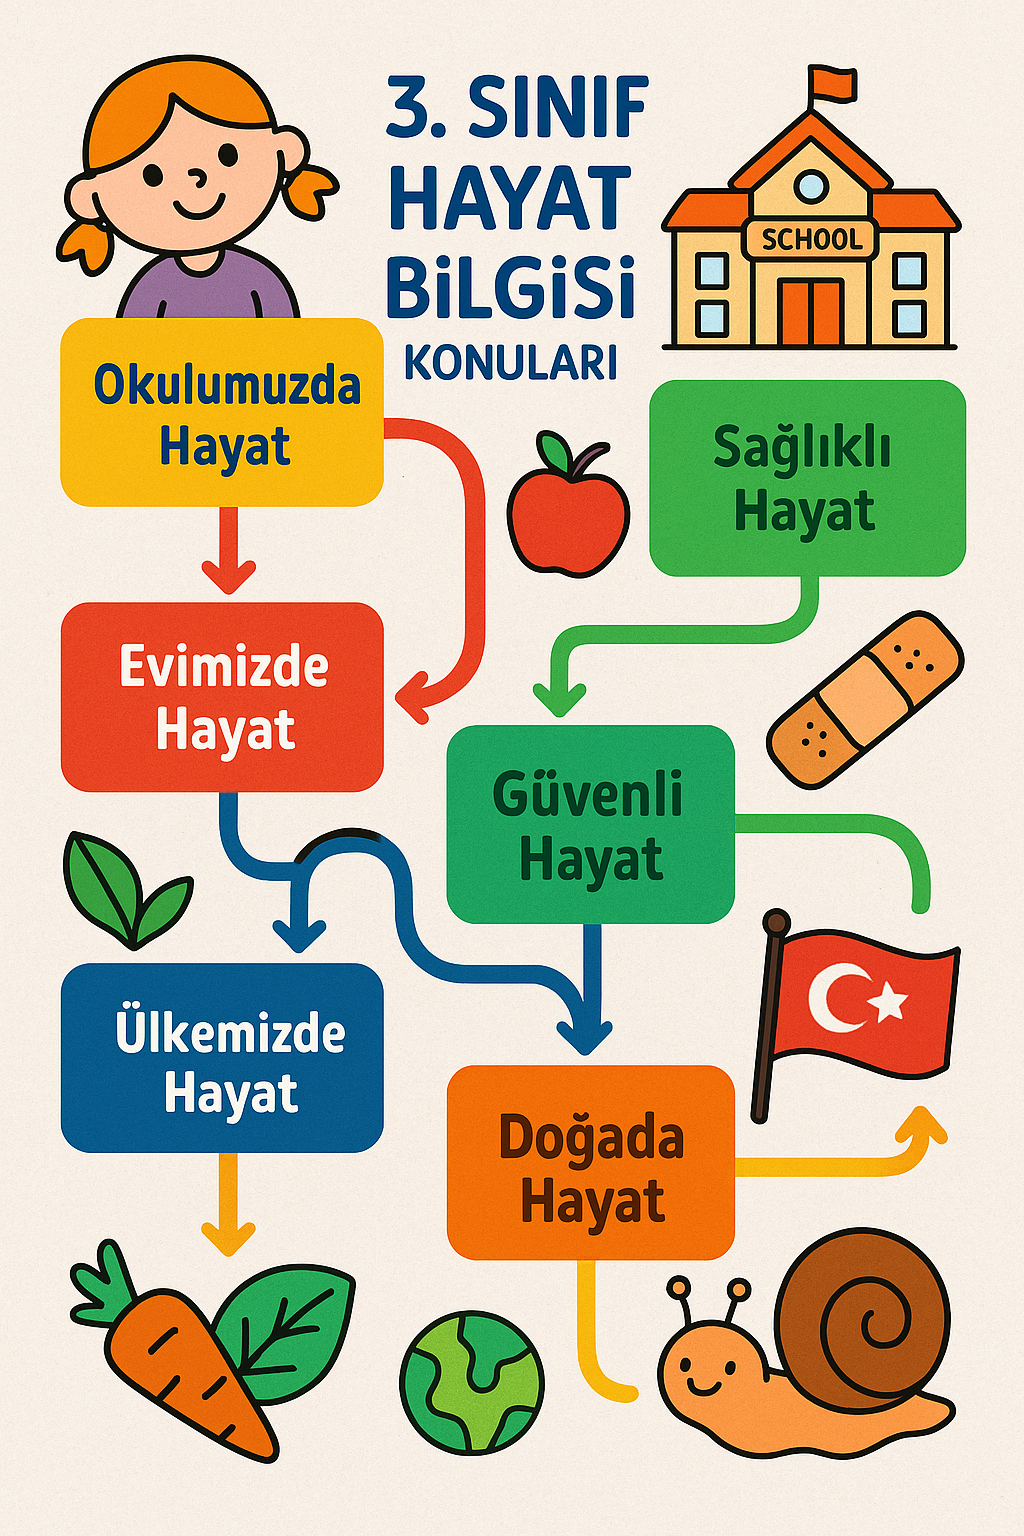 3. SINIF
HAYAT
BiLGiSi
KONULARI
SCHOOL
Okulumuzda
Hayat
Sağlıklı
Hayat
Evimizde
Hayat
Güvenli
Hayat
Ülkemizde
Hayat
Doğada
Hayat